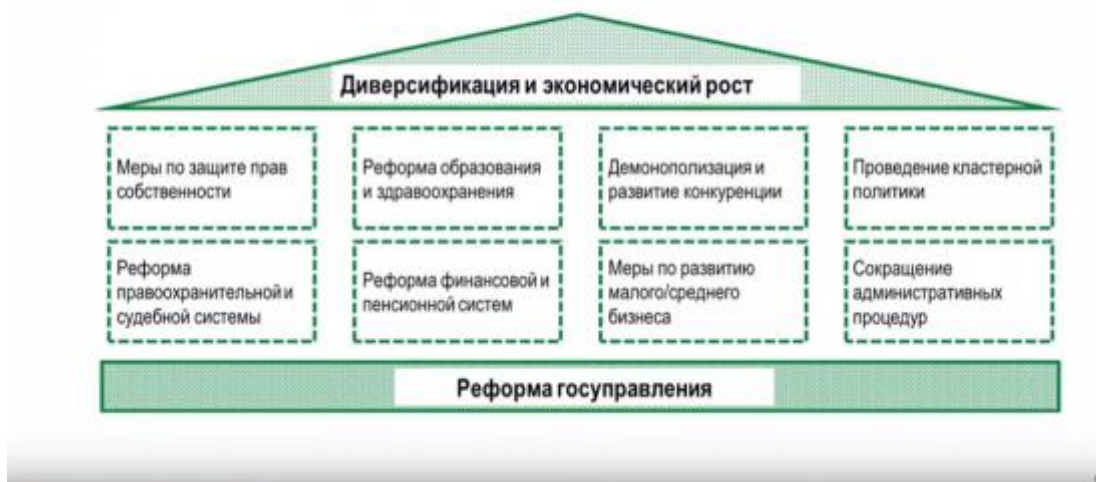 Диверсификация и экономический рост
Меры по защите прав
собственности
Реформа образования
и здравоохранения
Демонополизация и
развитие конкуренции
Проведение кластерной
политики
Реформа
правоохранительной и
судебной системы
Реформа финансовой и
пенсионной систем
Меры по развитию
малого/среднего
бизнеса
Сокращение
административных
процедур
Реформа госуправления